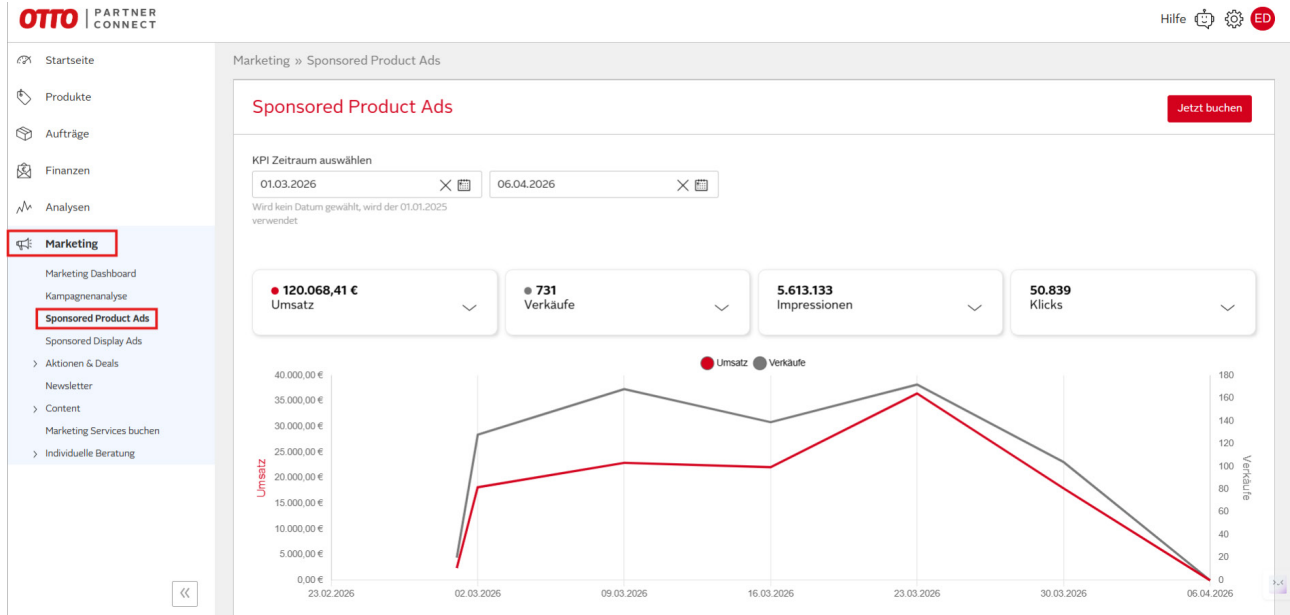 OTTO | PARTNER CONNECT
Hilfe
ED
Startseite
Produkte
Aufträge
Finanzen
Analysen
Marketing
Marketing Dashboard
Kampagnenanalyse
Sponsored Product Ads
Sponsored Display Ads
Aktionen & Deals
Newsletter
Content
Marketing Services buchen
Individuelle Beratung
Marketing » Sponsored Product Ads
Sponsored Product Ads
Jetzt buchen
KPI Zeitraum auswählen
01.03.2026
06.04.2026
Wird kein Datum gewählt, wird der 01.01.2025
verwendet
120.068,41 €
Umsatz
731
Verkäufe
5.613.133
Impressionen
50.839
Klicks
Umsatz Verkäufe
40.000,00 €
35.000,00 €
30.000,00 €
25.000,00 €
20.000,00 €
15.000,00 €
10.000,00 €
5.000,00 €
0,00 €
Umsatz
180
160
140
120
100
80
60
40
20
0
Verkäufe
23.02.2026 02.03.2026 09.03.2026 16.03.2026 23.03.2026 30.03.2026 06.04.2026